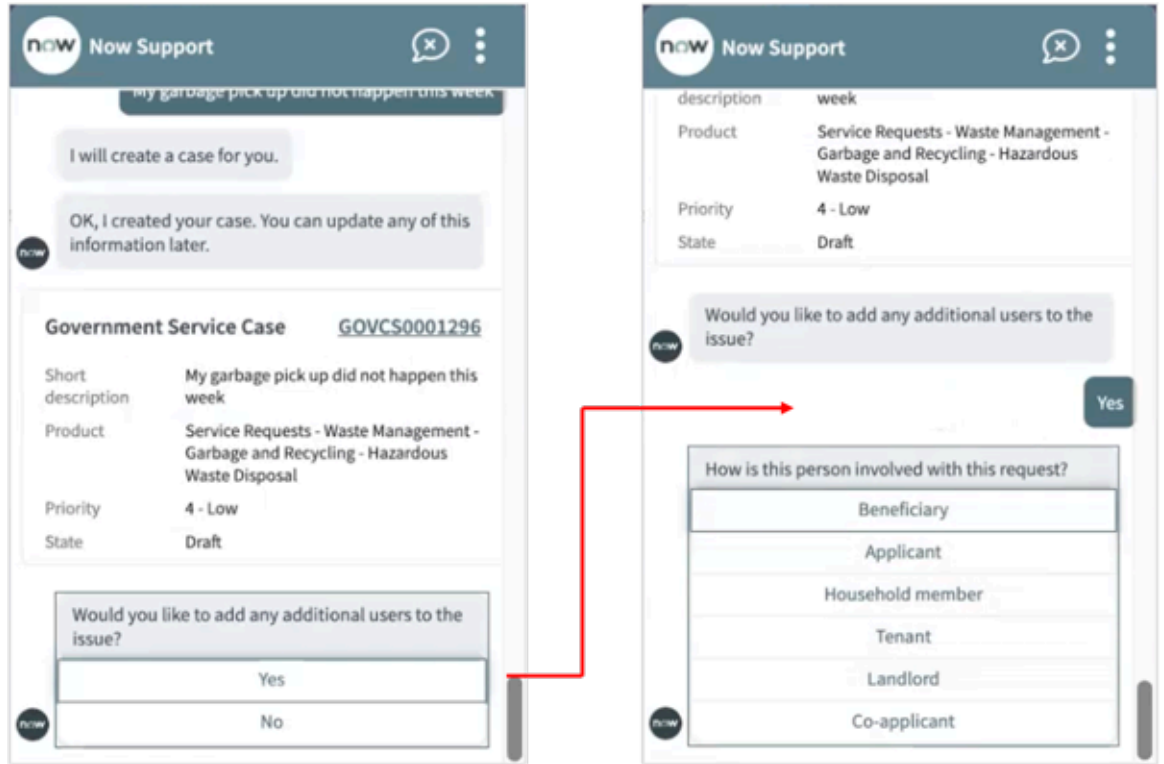 now Now Support
My garbage pick up did not happen this week
I will create a case for you.
OK, I created your case. You can update any of this
information later.
now
Government Service Case GOVCS0001296
Short description My garbage pick up did not happen this
week
Product Service Requests - Waste Management -
Garbage and Recycling - Hazardous
Waste Disposal
Priority 4 - Low
State Draft
Would you like to add any additional users to the
issue?
Yes
now No
now Now Support
description week
Product Service Requests - Waste Management -
Garbage and Recycling - Hazardous
Waste Disposal
Priority 4 - Low
State Draft
Would you like to add any additional users to the
now issue?
Yes
How is this person involved with this request?
Beneficiary
Applicant
Household member
Tenant
Landlord
now Co-applicant